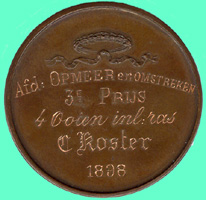 Afd: OPMEER en OMSTREKEN
3E PRIJS
4 Ooien inl: ras
C Koster
1898